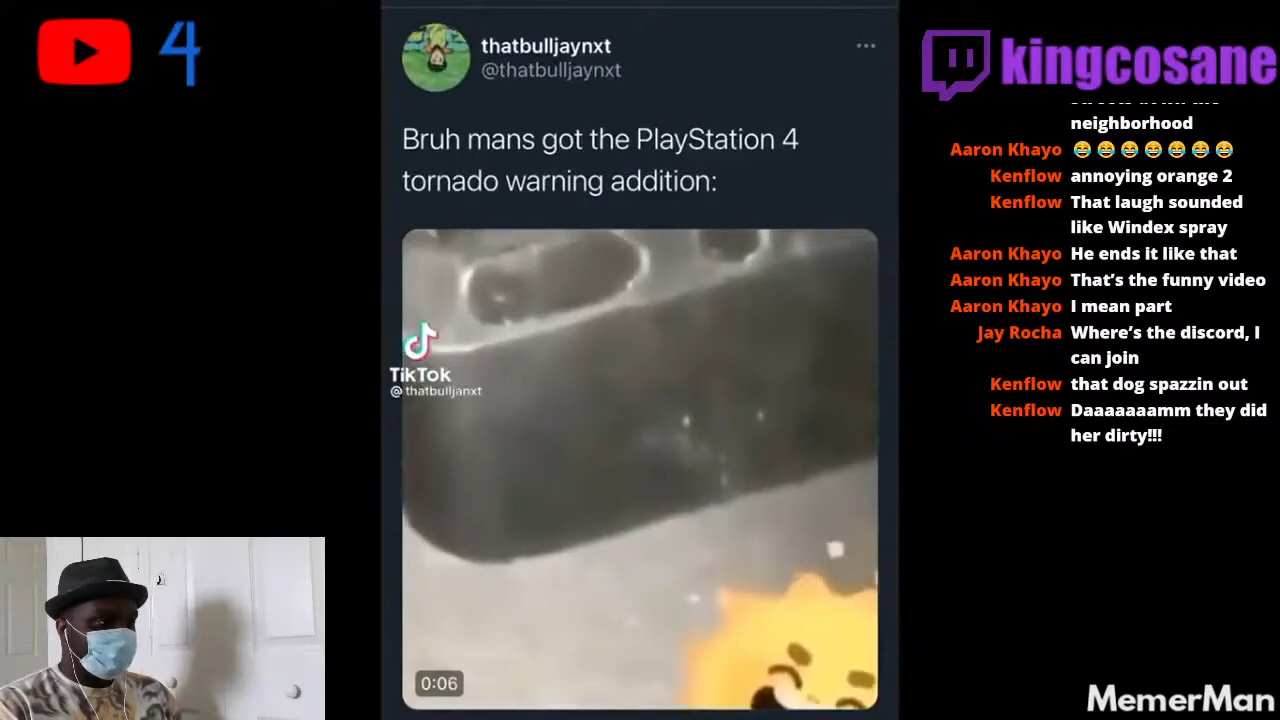 4
thatbulljaynxt
@thatbulljaynxt
Bruh mans got the PlayStation 4
tornado warning addition:
TikTok
@thatbulljanxt
0:06
kingcosane
neighborhood
Aaron Khayo 😂😂😂😂😂😂😂
Kenflow annoying orange 2
Kenflow That laugh sounded
like Windex spray
Aaron Khayo He ends it like that
Aaron Khayo That's the funny video
Aaron Khayo I mean part
Jay Rocha Where's the discord, I
can join
Kenflow that dog spazzin out
Kenflow Daaaaaaamm they did
her dirty!!!
MemerMan